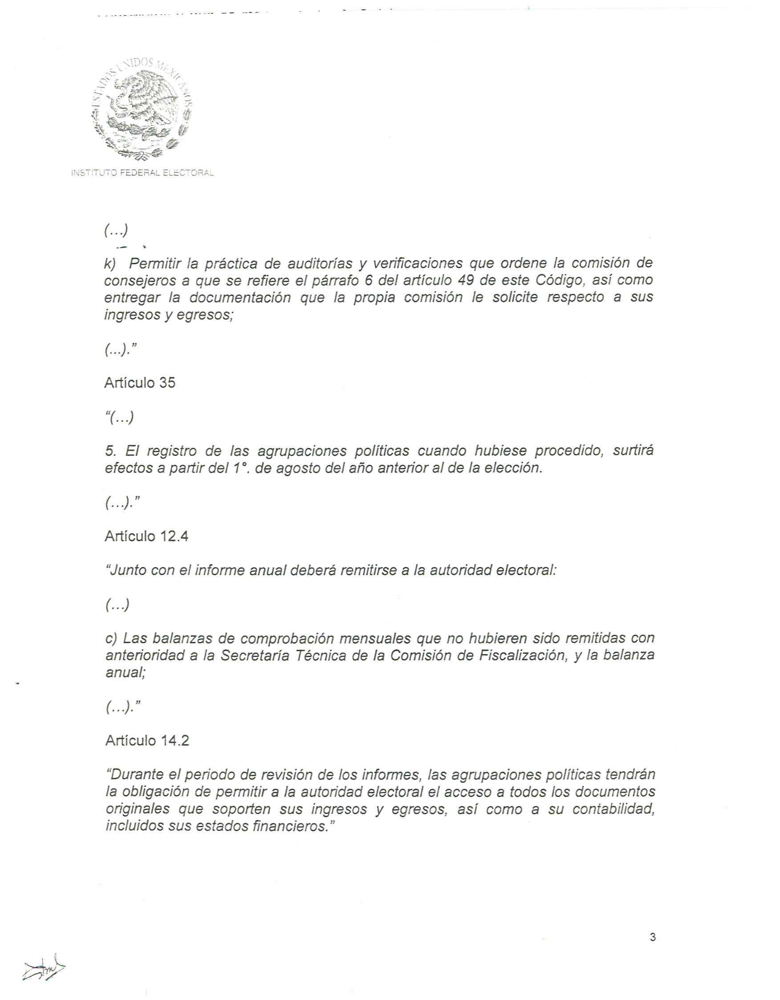 ESTADOS UNIDOS MEXICANOS
INSTITUTO FEDERAL ELECTORAL
(...)
k) Permitir la práctica de auditorías y verificaciones que ordene la comisión de
consejeros a que se refiere el párrafo 6 del artículo 49 de este Código, así como
entregar la documentación que la propia comisión le solicite respecto a sus
ingresos y egresos;
(...).”
Artículo 35
“(...)
5. El registro de las agrupaciones políticas cuando hubiese procedido, surtirá
efectos a partir del 1°. de agosto del año anterior al de la elección.
(...).”
Artículo 12.4
“Junto con el informe anual deberá remitirse a la autoridad electoral:
(...)
c) Las balanzas de comprobación mensuales que no hubieren sido remitidas con
anterioridad a la Secretaría Técnica de la Comisión de Fiscalización, y la balanza
anual;
(...).”
Artículo 14.2
“Durante el periodo de revisión de los informes, las agrupaciones políticas tendrán
la obligación de permitir a la autoridad electoral el acceso a todos los documentos
originales que soporten sus ingresos y egresos, así como a su contabilidad,
incluidos sus estados financieros.”
3